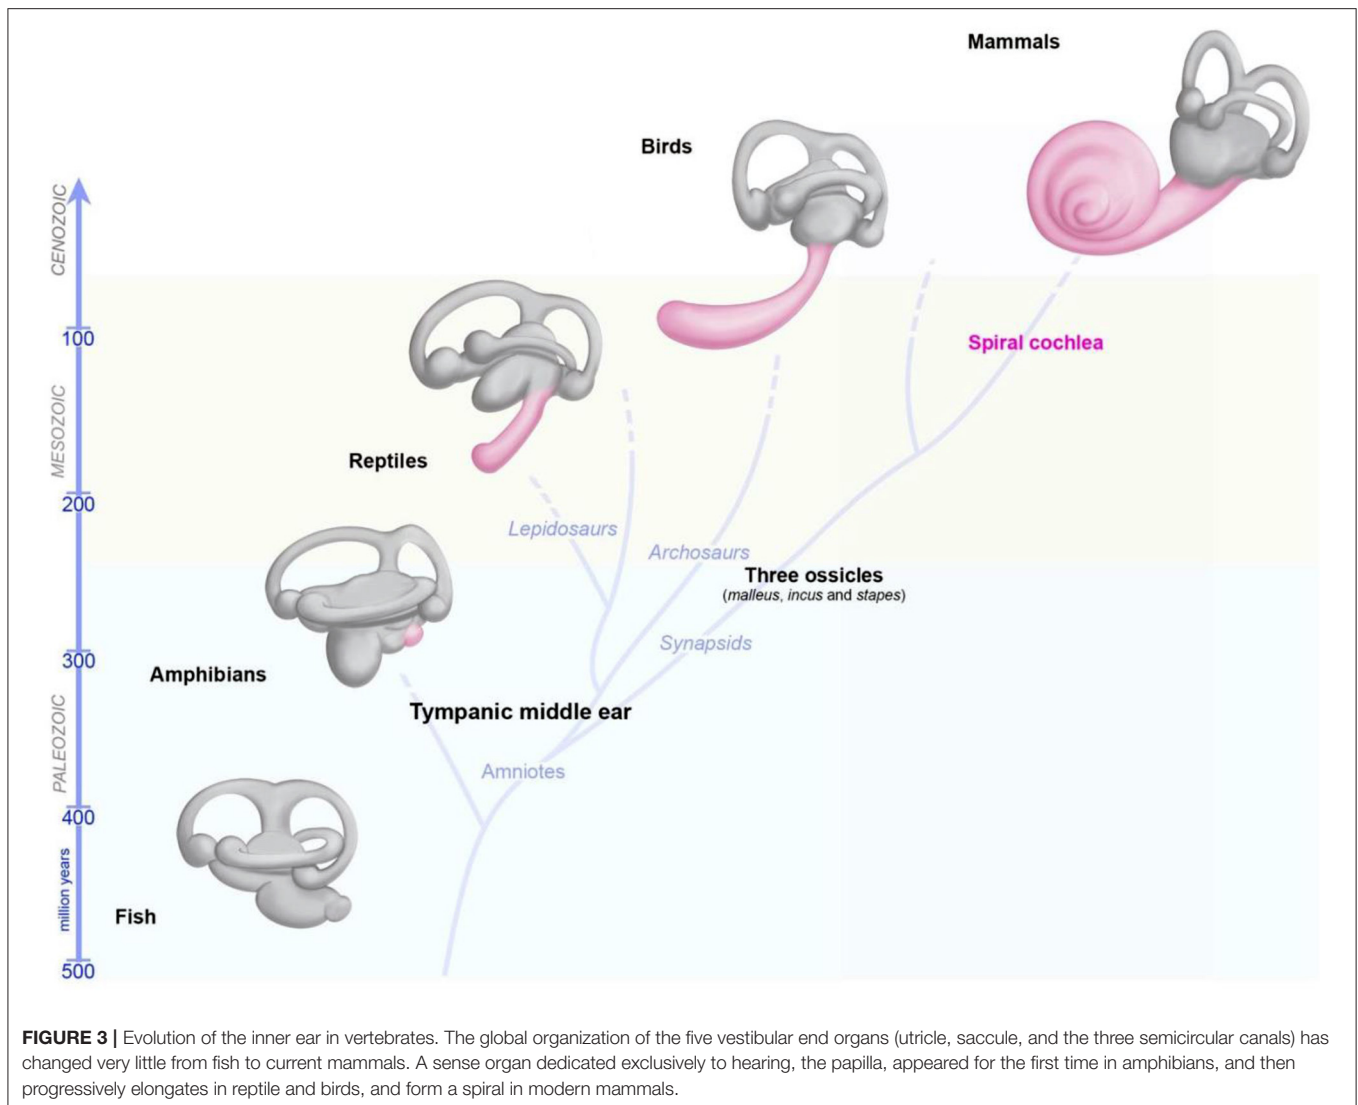 Mammals
Birds
CENOZOIC
100
Spiral cochlea
MESOZOIC
Reptiles
200
Lepidosaurs
Archosaurs
Three ossicles
(malleus, incus and stapes)
Synapsids
300
Amphibians
Tympanic middle ear
PALEOZOIC
Amniotes
400
million years
Fish
500
FIGURE 3 | Evolution of the inner ear in vertebrates. The global organization of the five vestibular end organs (utricle, saccule, and the three semicircular canals) has
changed very little from fish to current mammals. A sense organ dedicated exclusively to hearing, the papilla, appeared for the first time in amphibians, and then
progressively elongates in reptile and birds, and form a spiral in modern mammals.